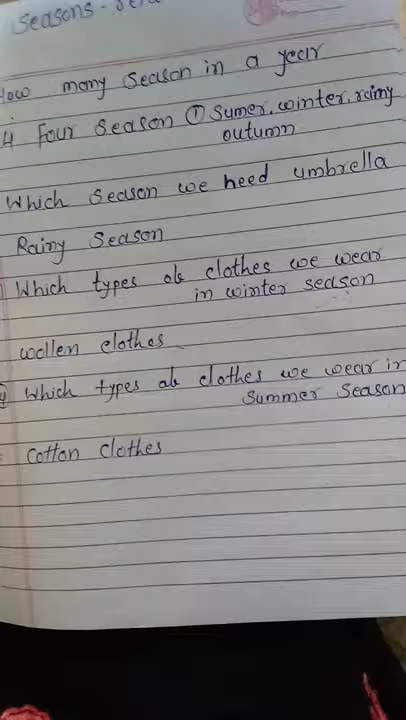 Seasons.
How many Season in a year
4 Four Season ① Sumer, winter, rainy
outumn
Which Season we need umbrella
Rainy Season
Which types ob clothes we wear
in winter season
wollen clothes
Which types ob clothes we wear in
Summer Season
Cotton clothes